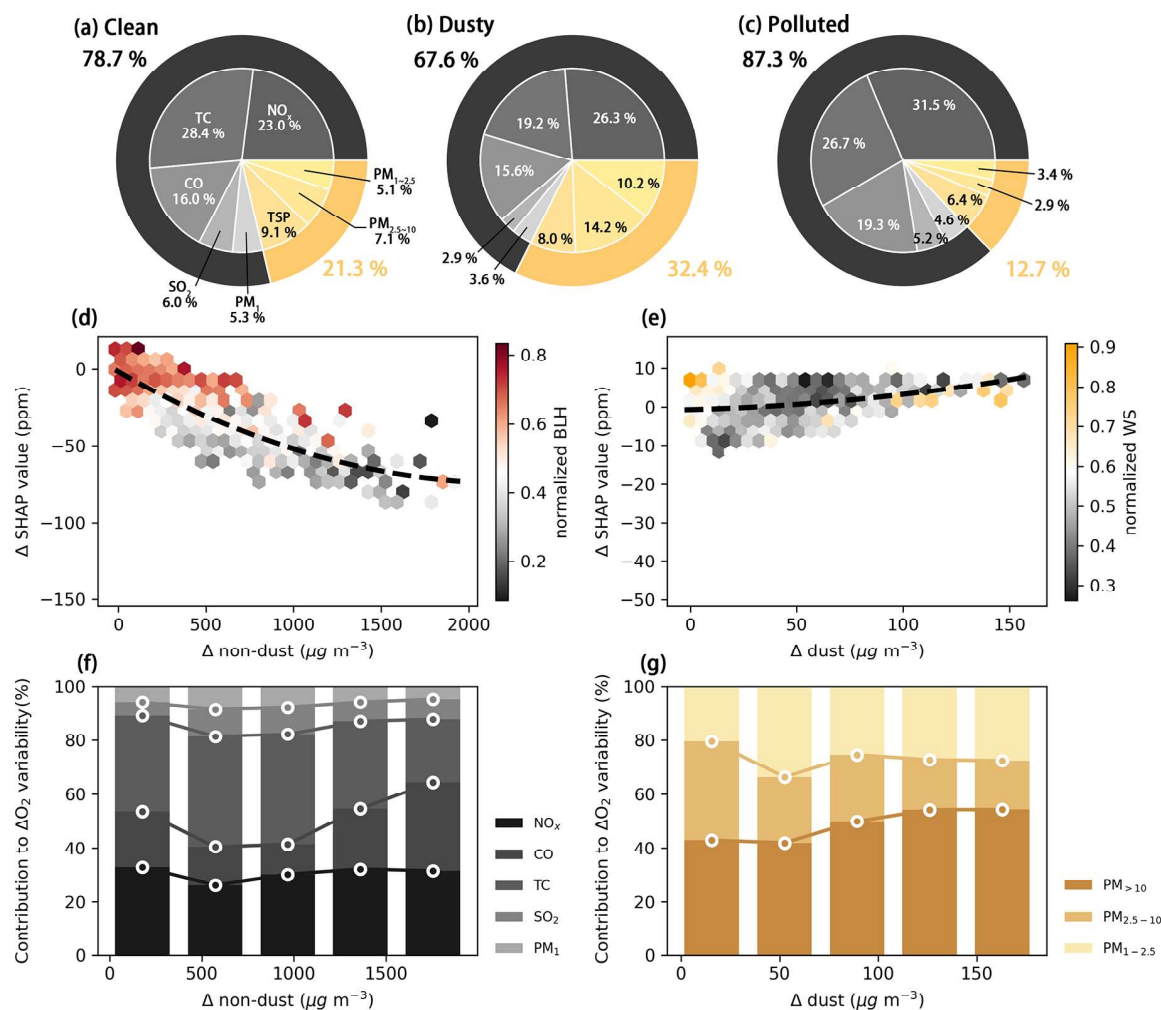 (a) Clean
78.7 %
TC
28.4 %
NOₓ
23.0 %
CO
16.0 %
TSP
9.1 %
PM₁~₂.₅
5.1 %
PM₂.₅~₁₀
7.1 %
SO₂
6.0 %
PM₁
5.3 %
21.3 %
(b) Dusty
67.6 %
19.2 %
26.3 %
15.6%
10.2 %
14.2 %
8.0 %
2.9 %
3.6 %
32.4 %
(c) Polluted
87.3 %
31.5 %
26.7 %
3.4 %
2.9 %
6.4 %
4.6 %
5.2 %
19.3 %
12.7 %
(d)
Δ SHAP value (ppm)
0
−50
−100
−150
0 500 1000 1500 2000
Δ non-dust (μg m⁻³)
0.8
0.6
0.4
0.2
normalized BLH
(e)
Δ SHAP value (ppm)
10
0
−10
−20
−30
−40
−50
0 50 100 150
Δ dust (μg m⁻³)
0.9
0.8
0.7
0.6
0.5
0.4
0.3
normalized WS
(f)
Contribution to ΔO₂ variability(%)
100
80
60
40
20
0
0 500 1000 1500
Δ non-dust (μg m⁻³)
NOₓ
CO
TC
SO₂
PM₁
(g)
Contribution to ΔO₂ variability (%)
100
80
60
40
20
0
0 50 100 150
Δ dust (μg m⁻³)
PM>₁₀
PM₂.₅₋₁₀
PM₁₋₂.₅